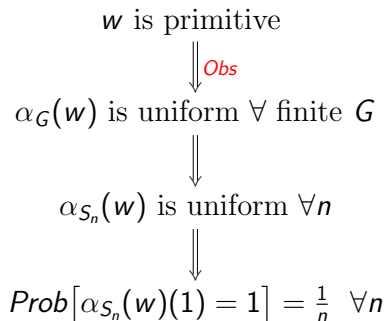 w is primitive
Obs
α_G(w) is uniform ∀ finite G
α_{S_n}(w) is uniform ∀n
Prob[α_{S_n}(w)(1) = 1] = 1/n ∀n